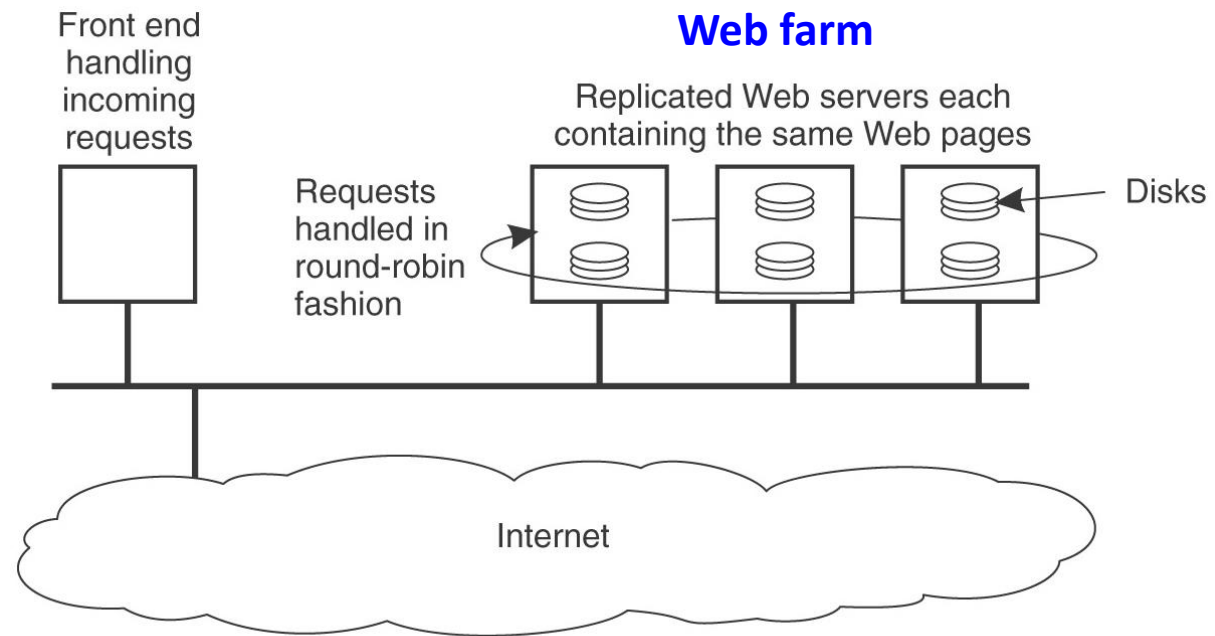 Front end
handling
incoming
requests
Web farm
Replicated Web servers each
containing the same Web pages
Requests
handled in
round-robin
fashion
Disks
Internet